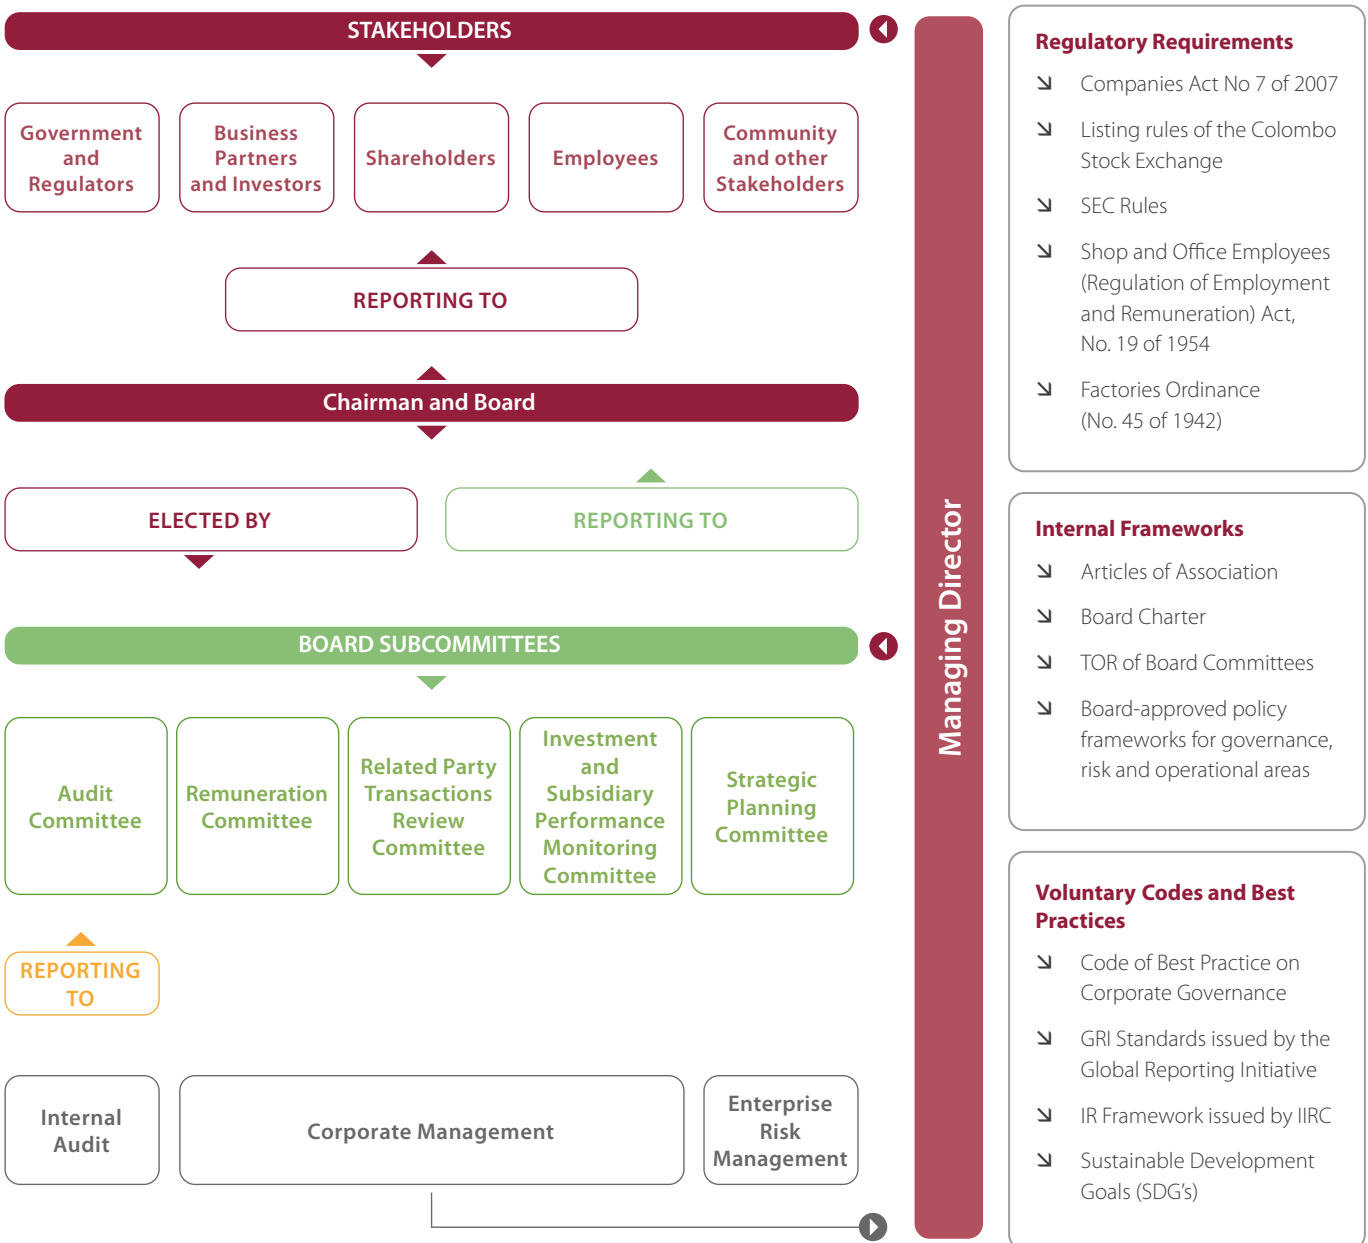 STAKEHOLDERS
Government
and
Regulators
Business
Partners
and Investors
Shareholders
Employees
Community
and other
Stakeholders
REPORTING TO
Chairman and Board
ELECTED BY
REPORTING TO
BOARD SUBCOMMITTEES
Audit
Committee
Remuneration
Committee
Related Party
Transactions
Review
Committee
Investment
and
Subsidiary
Performance
Monitoring
Committee
Strategic
Planning
Committee
REPORTING
TO
Internal
Audit
Corporate Management
Enterprise
Risk
Management
Managing Director
Regulatory Requirements
Companies Act No 7 of 2007
Listing rules of the Colombo
Stock Exchange
SEC Rules
Shop and Office Employees
(Regulation of Employment
and Remuneration) Act,
No. 19 of 1954
Factories Ordinance
(No. 45 of 1942)
Internal Frameworks
Articles of Association
Board Charter
TOR of Board Committees
Board-approved policy
frameworks for governance,
risk and operational areas
Voluntary Codes and Best
Practices
Code of Best Practice on
Corporate Governance
GRI Standards issued by the
Global Reporting Initiative
IR Framework issued by IIRC
Sustainable Development
Goals (SDG's)